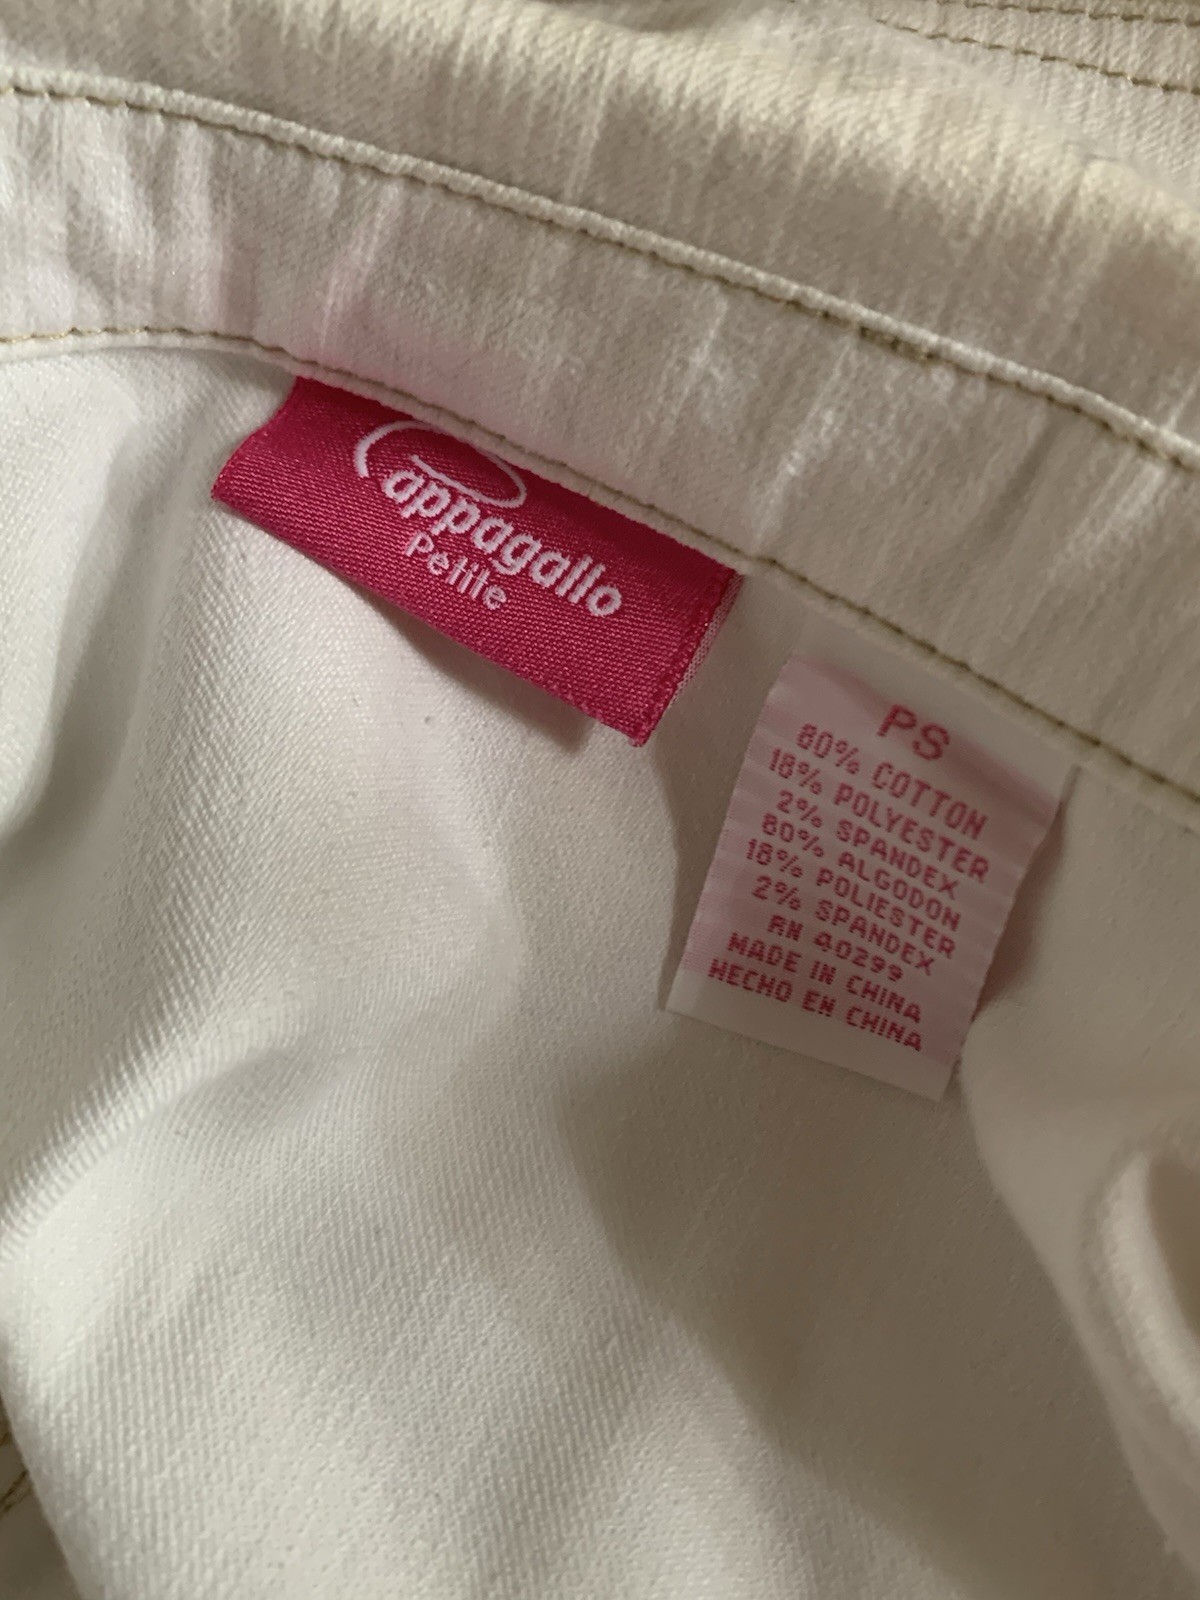 Pappagallo
Petite
PS
80% COTTON
18% POLYESTER
2% SPANDEX
80% ALGODON
18% POLIESTER
2% SPANDEX
RN 40299
MADE IN CHINA
HECHO EN CHINA